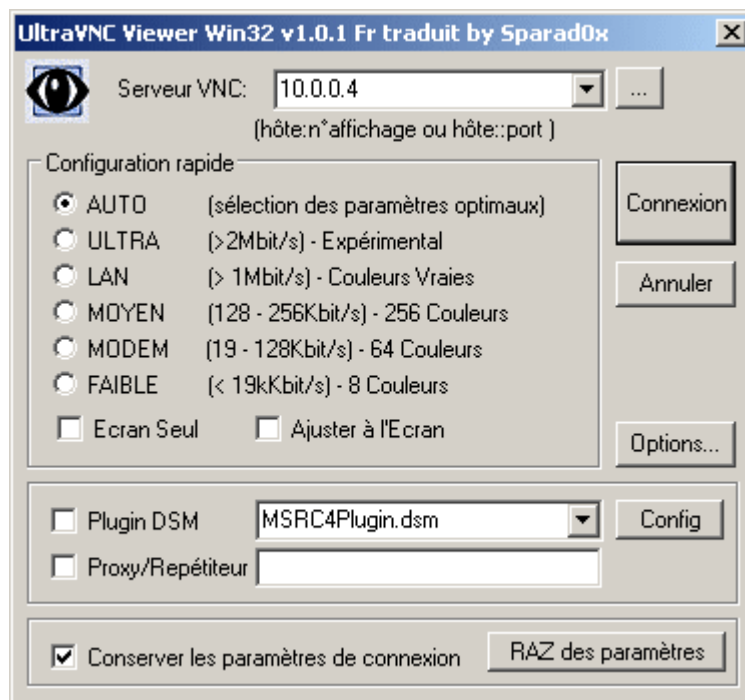 UltraVNC Viewer Win32 v1.0.1 Fr traduit by Sparad0x
Serveur VNC: 10.0.0.4 ...
(hôte:n°affichage ou hôte::port )
Configuration rapide
AUTO (sélection des paramètres optimaux)
Connexion
ULTRA (>2Mbit/s) - Expérimental
LAN (> 1Mbit/s) - Couleurs Vraies
Annuler
MOYEN (128 - 256Kbit/s) - 256 Couleurs
MODEM (19 - 128Kbit/s) - 64 Couleurs
FAIBLE (< 19kKbit/s) - 8 Couleurs
Ecran Seul Ajuster à l'Ecran
Options...
Plugin DSM MSRC4Plugin.dsm Config
Proxy/Repétiteur
Conserver les paramètres de connexion RAZ des paramètres